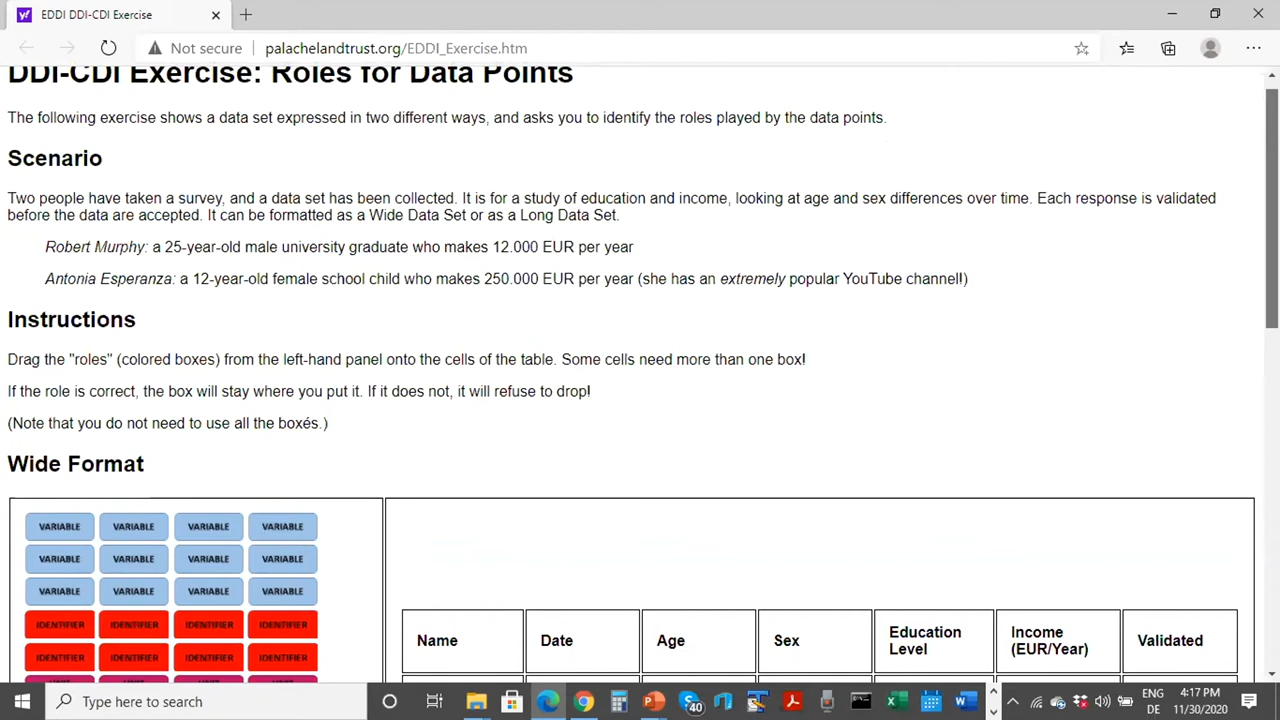 EDDI DDI-CDI Exercise
Not secure
palachelandtrust.org/EDDI_Exercise.htm
DDI-CDI Exercise: Roles for Data Points
The following exercise shows a data set expressed in two different ways, and asks you to identify the roles played by the data points.
Scenario
Two people have taken a survey, and a data set has been collected. It is for a study of education and income, looking at age and sex differences over time. Each response is validated
before the data are accepted. It can be formatted as a Wide Data Set or as a Long Data Set.
Robert Murphy: a 25-year-old male university graduate who makes 12.000 EUR per year
Antonia Esperanza: a 12-year-old female school child who makes 250.000 EUR per year (she has an extremely popular YouTube channel!)
Instructions
Drag the "roles" (colored boxes) from the left-hand panel onto the cells of the table. Some cells need more than one box!
If the role is correct, the box will stay where you put it. If it does not, it will refuse to drop!
(Note that you do not need to use all the boxés.)
Wide Format
VARIABLE VARIABLE VARIABLE VARIABLE
VARIABLE VARIABLE VARIABLE VARIABLE
VARIABLE VARIABLE VARIABLE VARIABLE
IDENTIFIER IDENTIFIER IDENTIFIER IDENTIFIER
IDENTIFIER IDENTIFIER IDENTIFIER IDENTIFIER
Name Date Age Sex Education Level Income (EUR/Year) Validated
Type here to search
40
ENG
DE
4:17 PM
11/30/2020